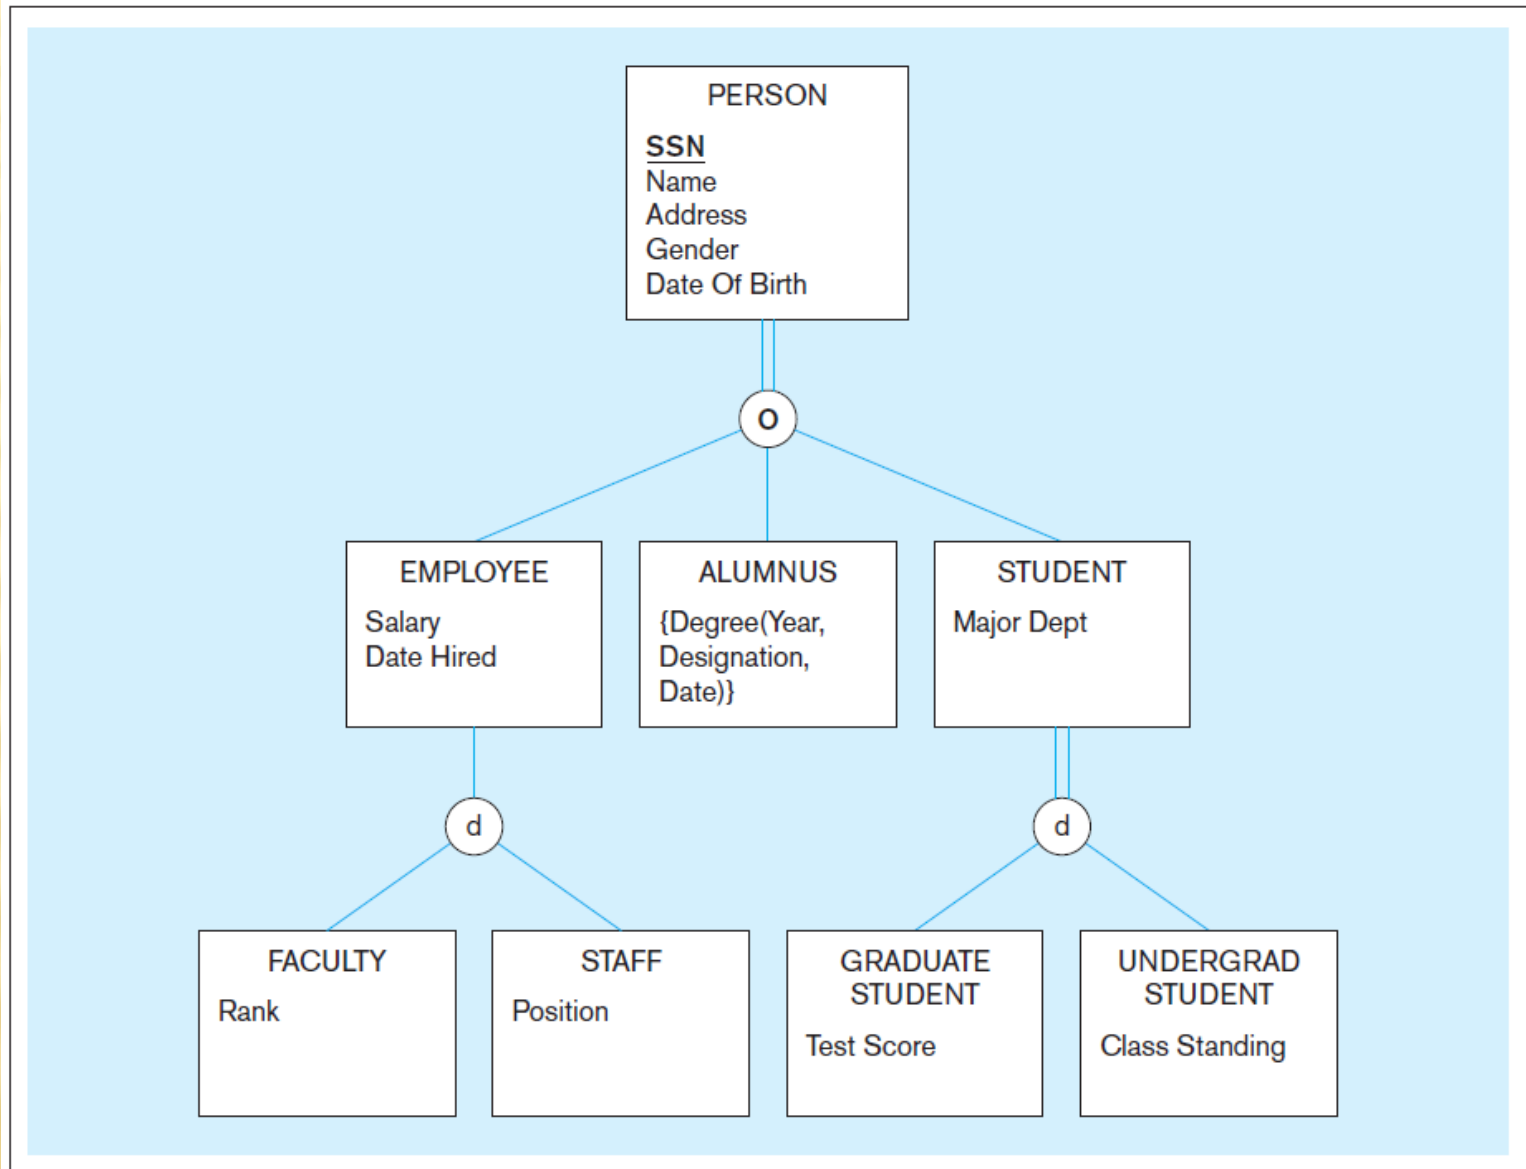 PERSON
SSN
Name
Address
Gender
Date Of Birth
O
EMPLOYEE
Salary
Date Hired
ALUMNUS
{Degree(Year,
Designation,
Date)}
STUDENT
Major Dept
d
d
FACULTY
Rank
STAFF
Position
GRADUATE
STUDENT
Test Score
UNDERGRAD
STUDENT
Class Standing